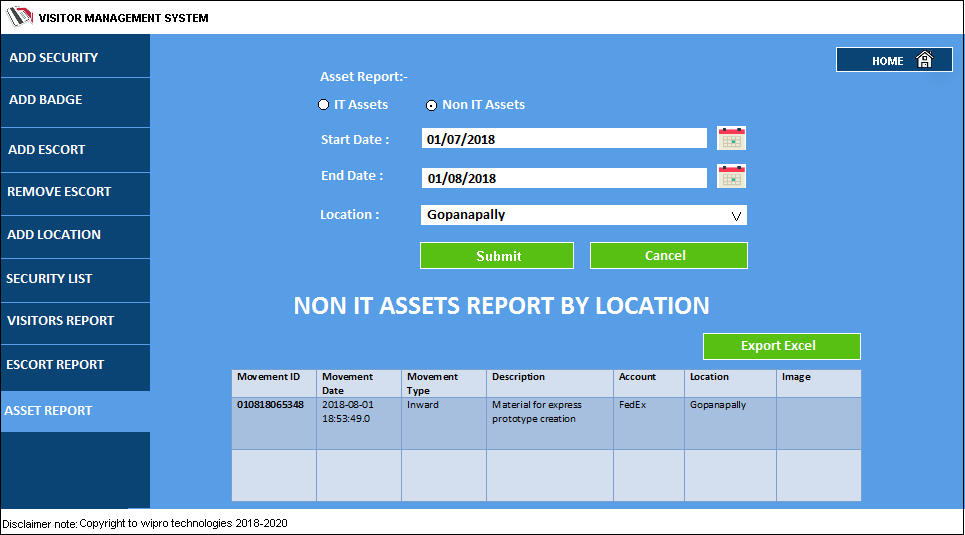 VISITOR MANAGEMENT SYSTEM
ADD SECURITY
ADD BADGE
ADD ESCORT
REMOVE ESCORT
ADD LOCATION
SECURITY LIST
VISITORS REPORT
ESCORT REPORT
ASSET REPORT
HOME
Asset Report:-
IT Assets Non IT Assets
Start Date : 01/07/2018
End Date : 01/08/2018
Location : Gopanapally
Submit Cancel
NON IT ASSETS REPORT BY LOCATION
Export Excel
Movement ID Movement Date Movement Type Description Account Location Image
010818065348 2018-08-01 18:53:49.0 Inward Material for express prototype creation FedEx Gopanapally
Disclaimer note: Copyright to wipro technologies 2018-2020